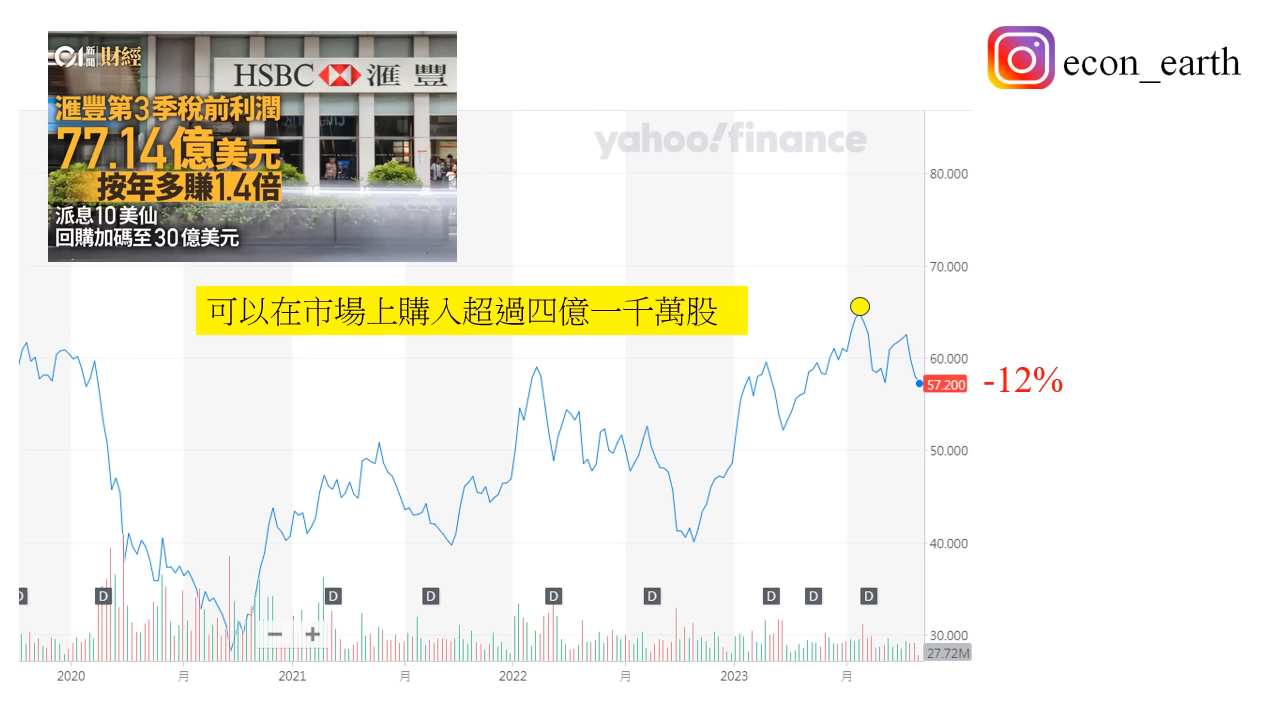 01 新聞 財經
HSBC 滙豐
滙豐第3季稅前利潤
77.14億美元
按年多賺1.4倍
派息10美仙
回購加碼至30億美元
econ_earth
yahoo!finance
可以在市場上購入超過四億一千萬股
80.000
70.000
60.000
57.200
-12%
50.000
40.000
30.000
27.72M
D D D D D D D D D
− +
2020 月 2021 月 2022 月 2023 月